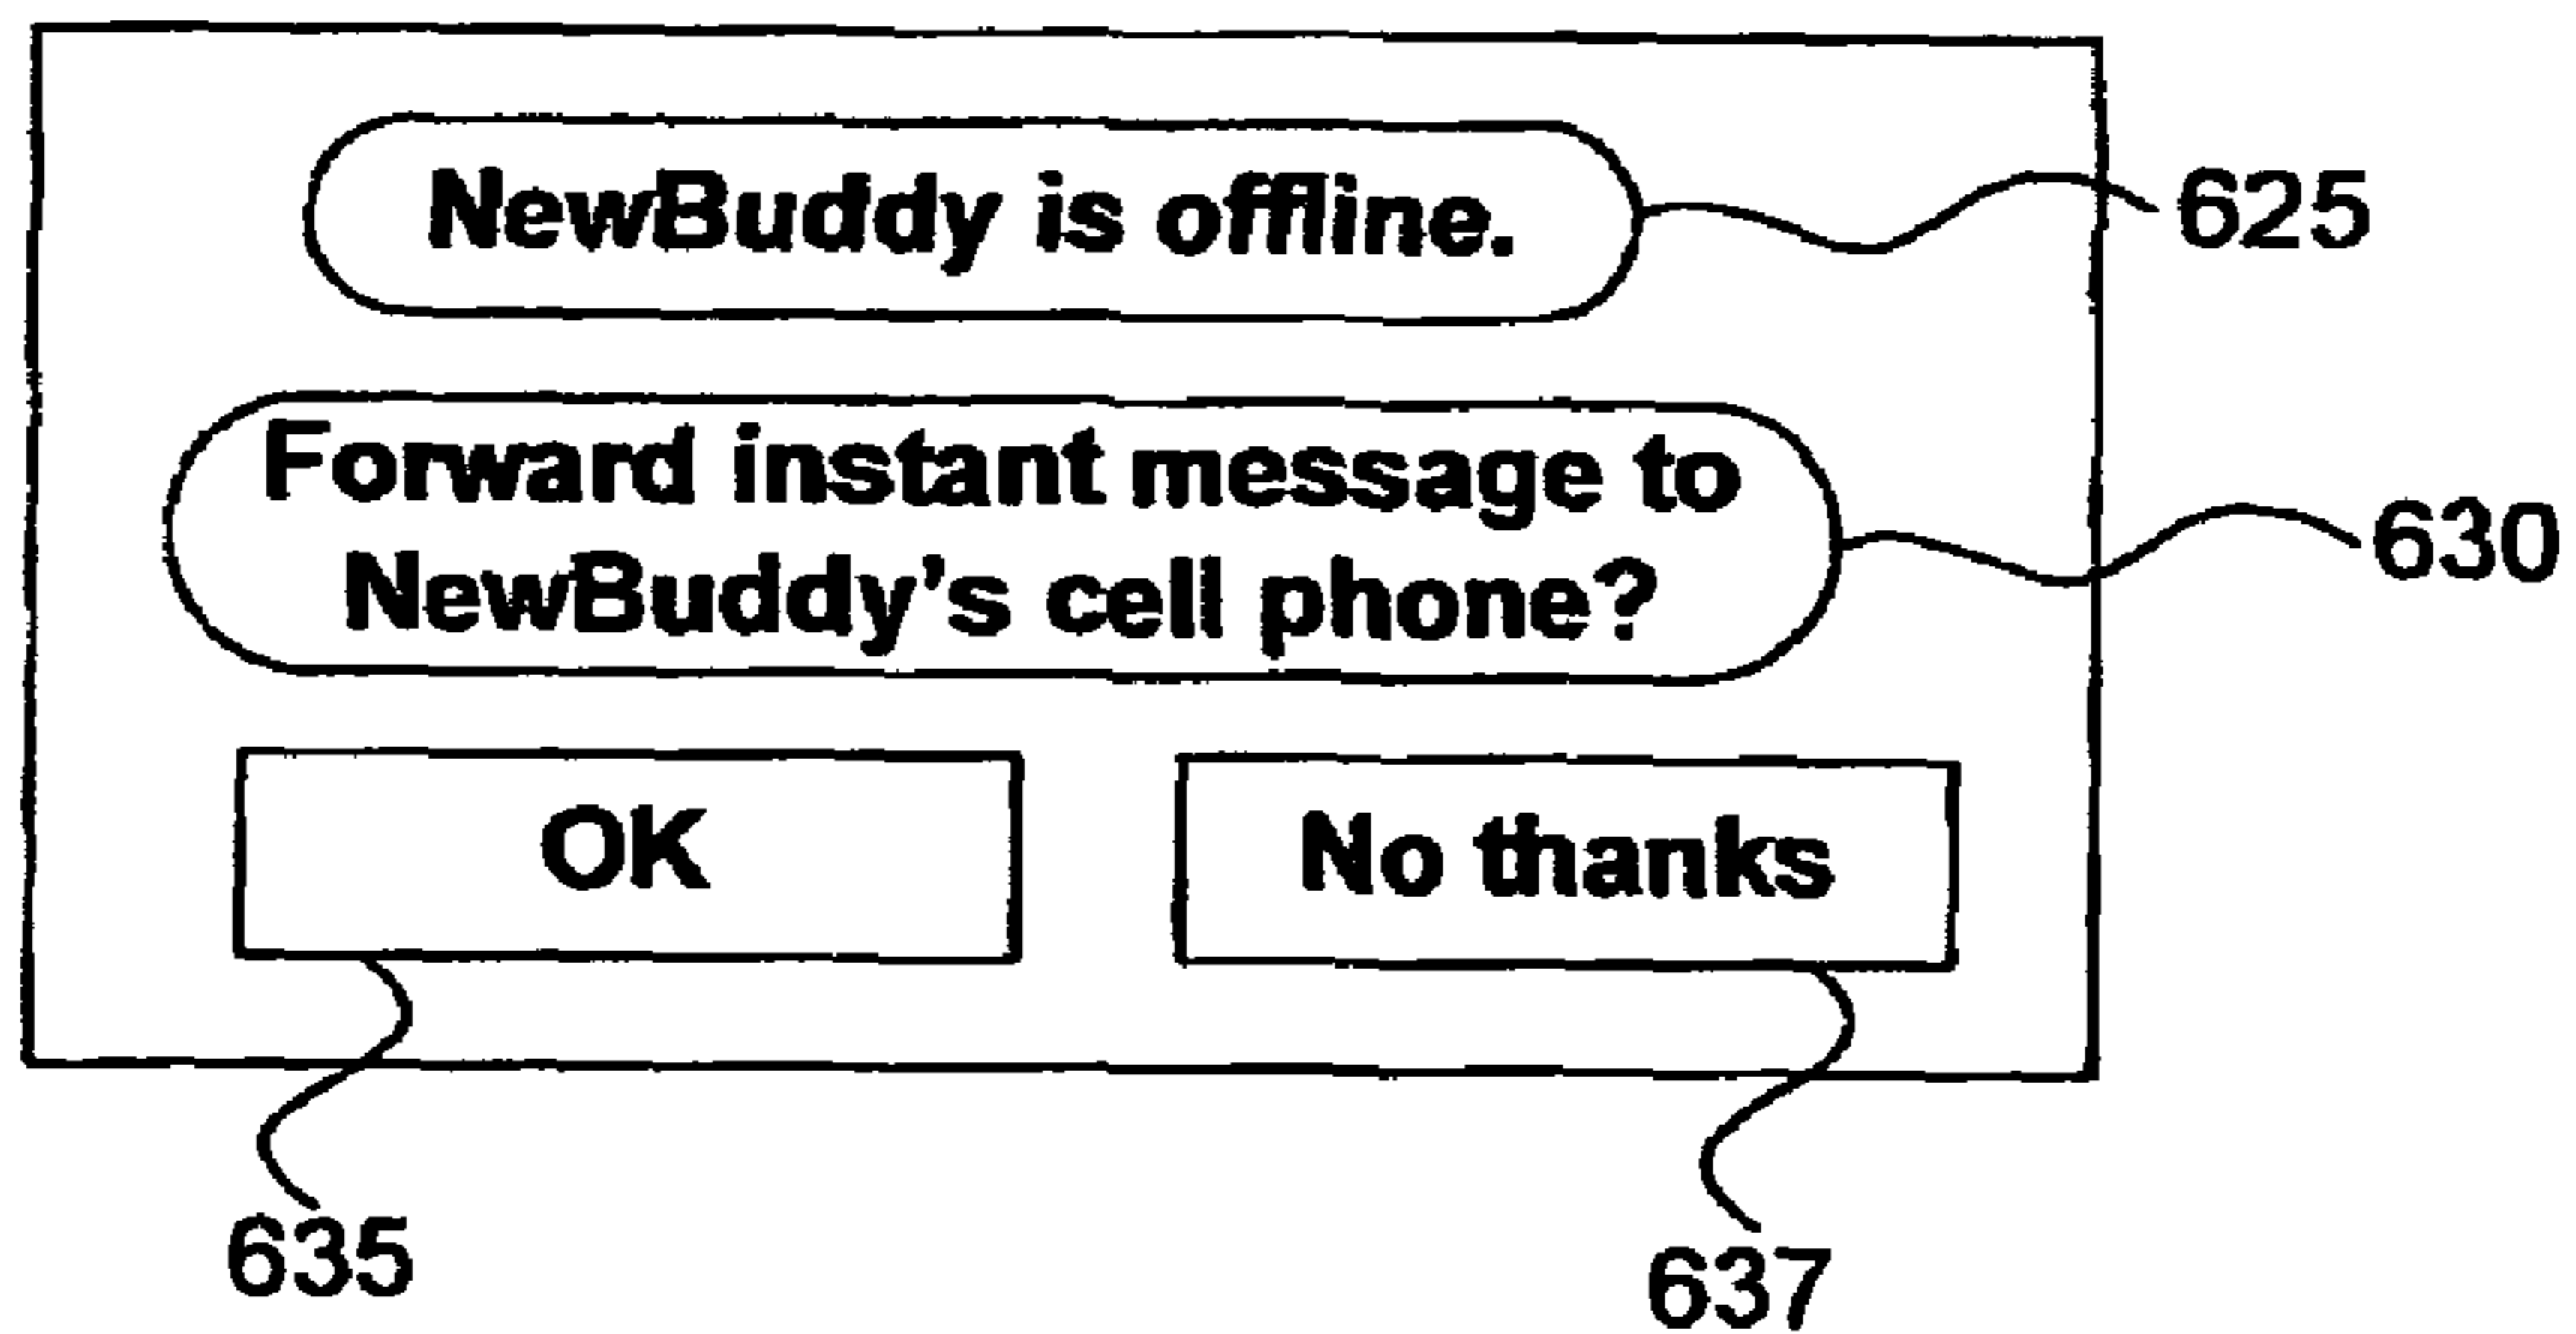 NewBuddy is offline.
625
Forward instant message to
NewBuddy's cell phone?
630
OK
No thanks
635
637